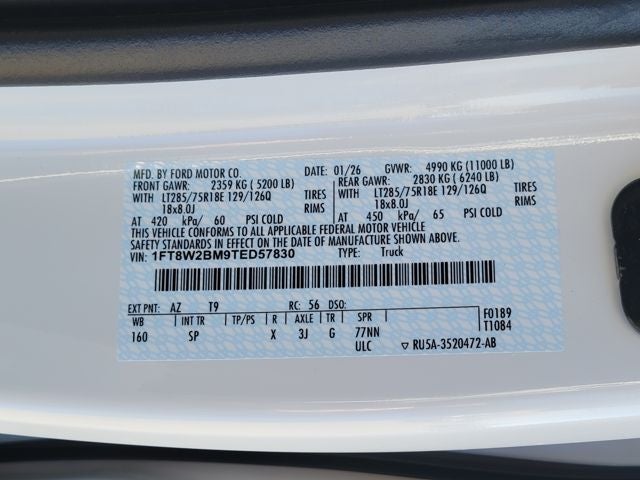 MFD. BY FORD MOTOR CO. DATE: 01/26 GVWR: 4990 KG (11000 LB)
FRONT GAWR: 2359 KG ( 5200 LB) REAR GAWR: 2830 KG ( 6240 LB)
WITH LT285/75R18E 129/126Q TIRES WITH LT285/75R18E 129/126Q TIRES
18x8.0J RIMS 18x8.0J RIMS
AT 420 kPa/ 60 PSI COLD AT 450 kPa/ 65 PSI COLD
THIS VEHICLE CONFORMS TO ALL APPLICABLE FEDERAL MOTOR VEHICLE
SAFETY STANDARDS IN EFFECT ON THE DATE OF MANUFACTURE SHOWN ABOVE.
VIN: 1FT8W2BM9TED57830 TYPE: Truck
EXT PNT: AZ T9 RC: 56 DSO:
WB INT TR TP/PS R AXLE TR SPR F0189
160 SP X 3J G 77NN T1084
ULC ▽ RU5A-3520472-AB